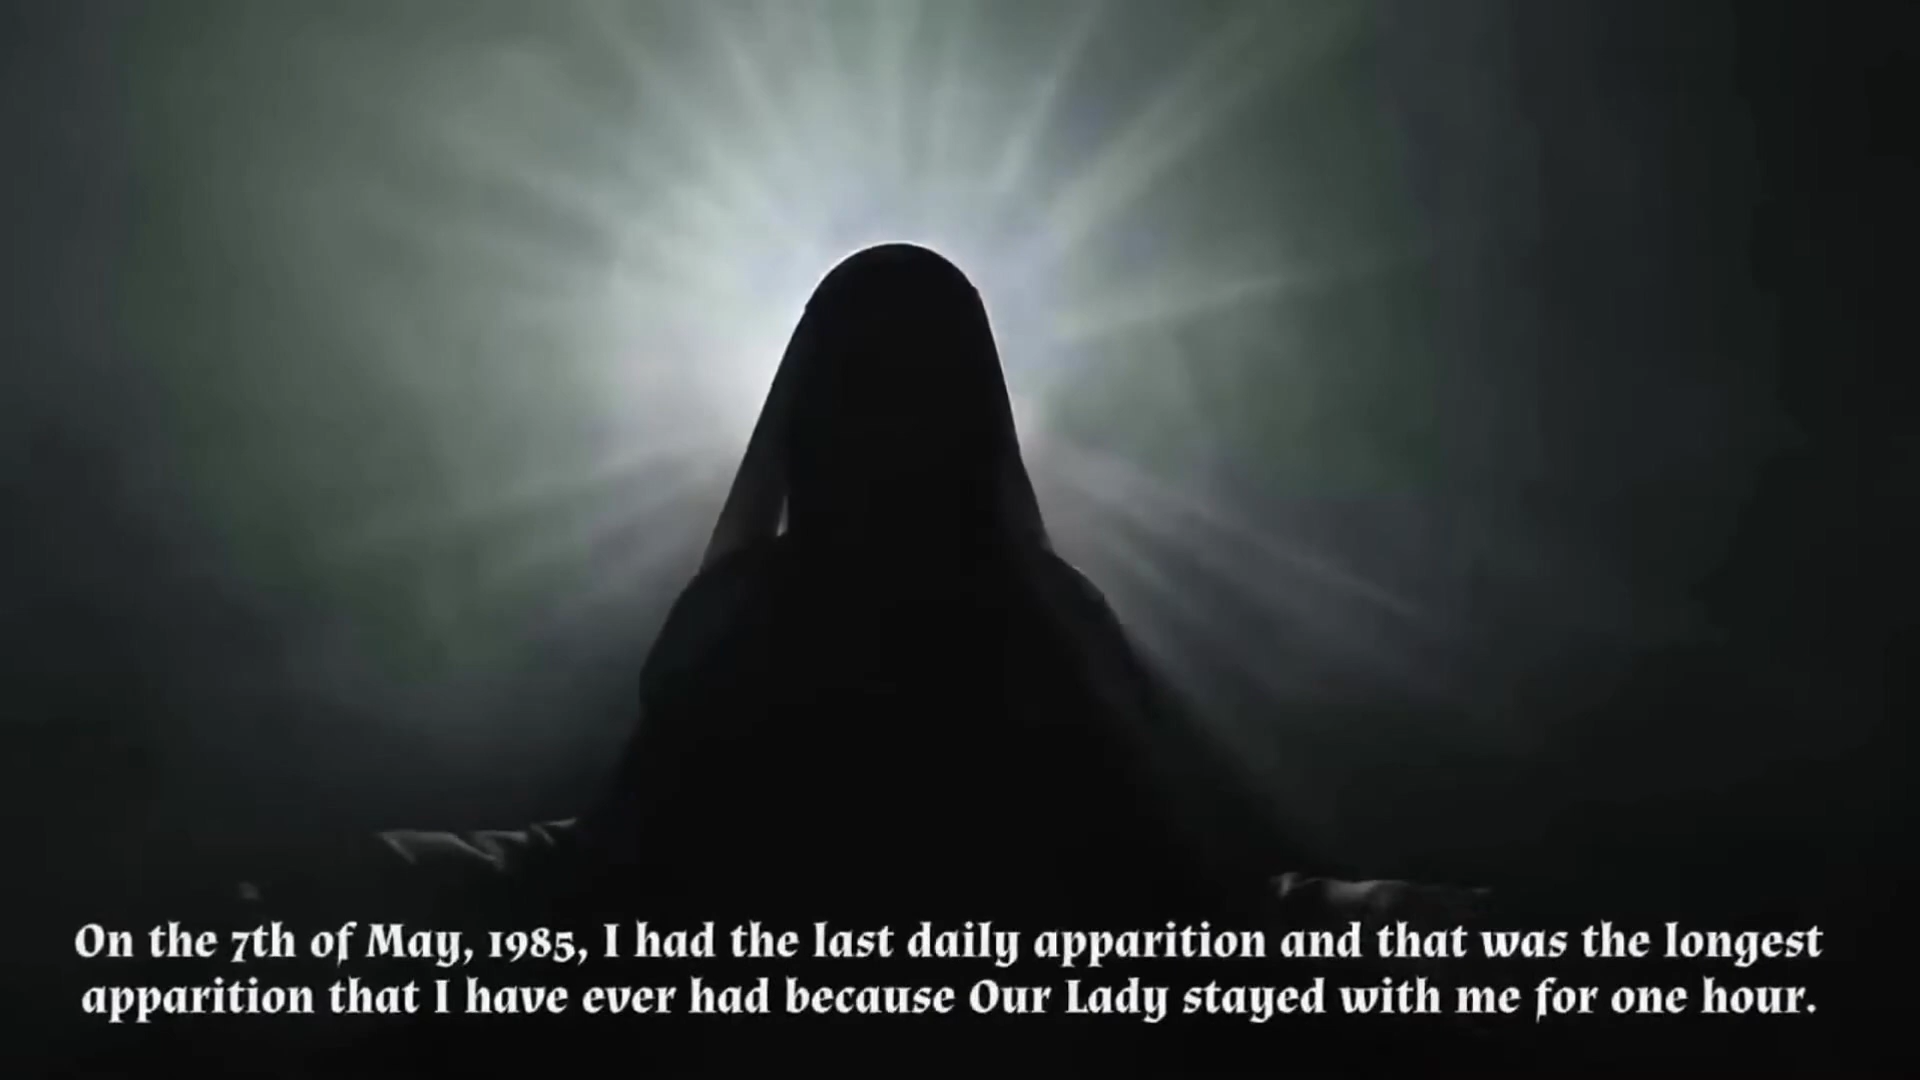 On the 7th of May, 1985, I had the last daily apparition and that was the longest
apparition that I have ever had because Our Lady stayed with me for one hour.